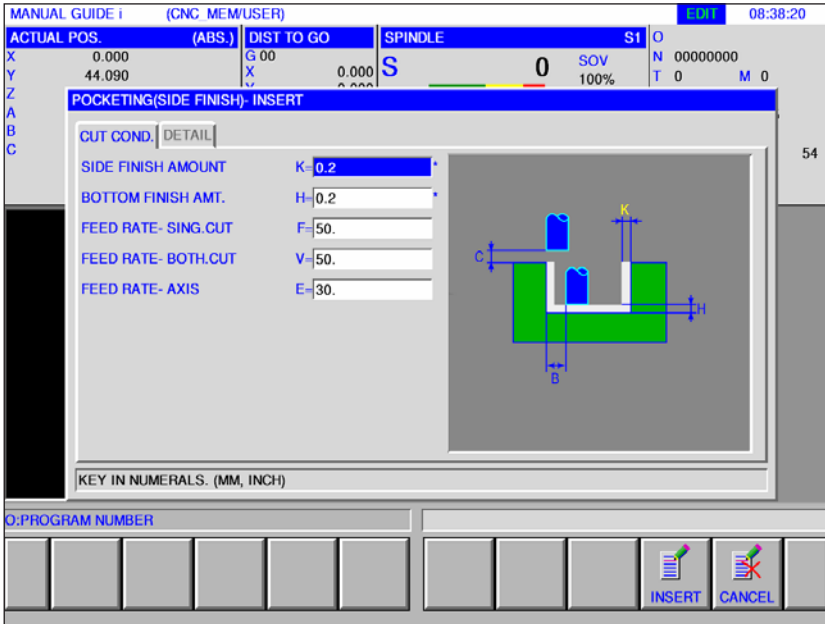 MANUAL GUIDE i (CNC_MEM/USER) EDIT 08:38:20
ACTUAL POS. (ABS.) DIST TO GO SPINDLE S1 O
X 0.000 G 00 S 0 SOV N 00000000
Y 44.090 X 0.000 100% T 0 M 0
Z
A
B
C 54
POCKETING(SIDE FINISH)- INSERT
CUT COND. DETAIL
SIDE FINISH AMOUNT K= 0.2 *
BOTTOM FINISH AMT. H= 0.2 *
FEED RATE- SING.CUT F= 50.
FEED RATE- BOTH.CUT V= 50.
FEED RATE- AXIS E= 30.
K
C
H
B
KEY IN NUMERALS. (MM, INCH)
O:PROGRAM NUMBER
INSERT CANCEL